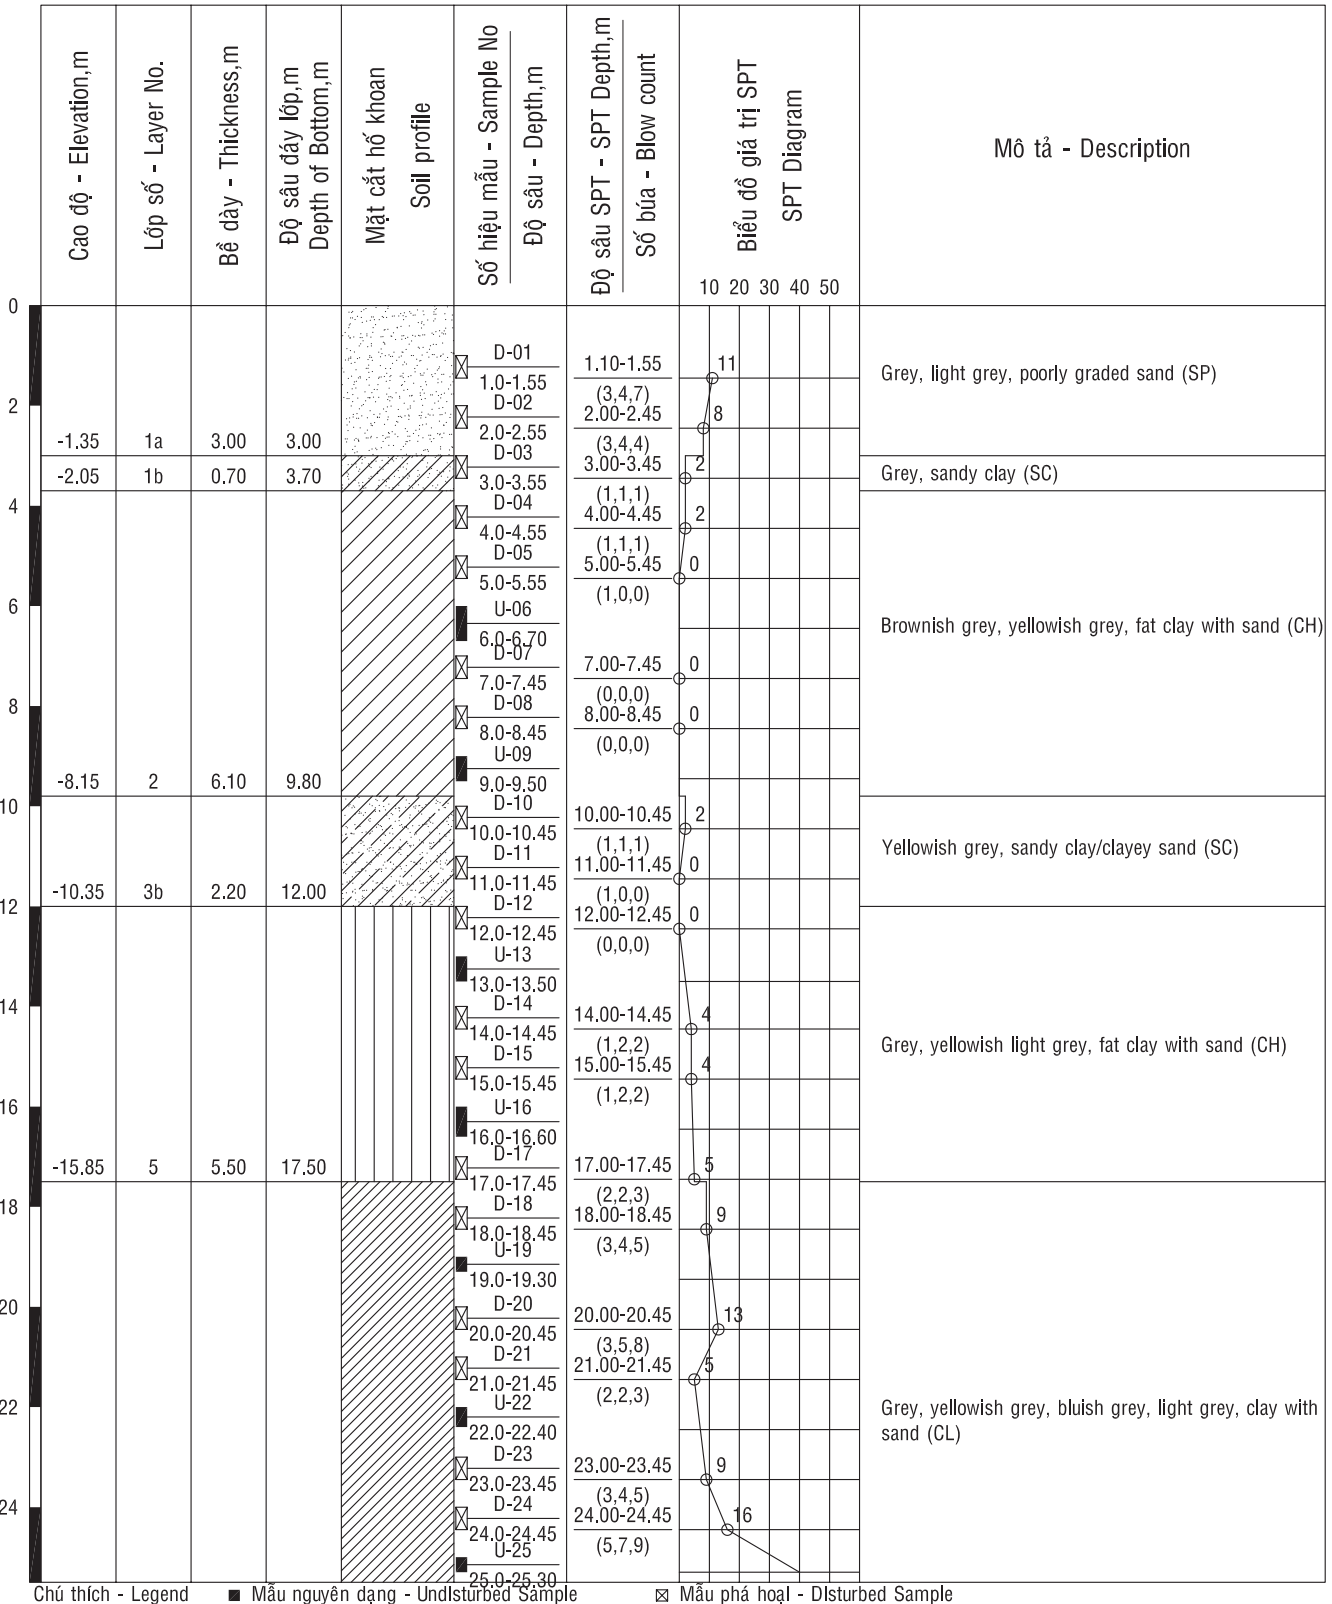 Cao độ - Elevation,m
Lớp số - Layer No.
Bề dày - Thickness,m
Độ sâu đáy lớp,m
Depth of Bottom,m
Mặt cắt hố khoan
Soil profile
Số hiệu mẫu - Sample No
Độ sâu - Depth,m
Độ sâu SPT - SPT Depth,m
Số búa - Blow count
Biểu đồ giá trị SPT
SPT Diagram
Mô tả - Description
10 20 30 40 50
0
D-01
1.10-1.55 11
Grey, light grey, poorly graded sand (SP)
1.0-1.55 (3,4,7)
2 D-02 2.00-2.45 8
2.0-2.55 (3,4,4)
-1.35 1a 3.00 3.00
D-03 3.00-3.45 2
-2.05 1b 0.70 3.70
Grey, sandy clay (SC)
3.0-3.55 (1,1,1)
4 D-04 4.00-4.45 2
4.0-4.55 (1,1,1)
D-05 5.00-5.45 0
5.0-5.55 (1,0,0)
6 U-06
Brownish grey, yellowish grey, fat clay with sand (CH)
6.0-6.70
D-07 7.00-7.45 0
7.0-7.45 (0,0,0)
8 D-08 8.00-8.45 0
8.0-8.45 (0,0,0)
U-09
-8.15 2 6.10 9.80
9.0-9.50
10 D-10 10.00-10.45 2
10.0-10.45 (1,1,1)
Yellowish grey, sandy clay/clayey sand (SC)
D-11 11.00-11.45 0
-10.35 3b 2.20 12.00
11.0-11.45 (1,0,0)
12 D-12 12.00-12.45 0
12.0-12.45 (0,0,0)
U-13
13.0-13.50
14 D-14 14.00-14.45 4
14.0-14.45 (1,2,2)
Grey, yellowish light grey, fat clay with sand (CH)
D-15 15.00-15.45 4
15.0-15.45 (1,2,2)
16 U-16
16.0-16.60
D-17 17.00-17.45 5
-15.85 5 5.50 17.50
17.0-17.45 (2,2,3)
18 D-18 18.00-18.45 9
18.0-18.45 (3,4,5)
U-19
19.0-19.30
20 D-20 20.00-20.45 13
20.0-20.45 (3,5,8)
D-21 21.00-21.45 5
21.0-21.45 (2,2,3)
22 U-22
Grey, yellowish grey, bluish grey, light grey, clay with
sand (CL)
22.0-22.40
D-23 23.00-23.45 9
23.0-23.45 (3,4,5)
24 D-24 24.00-24.45 16
24.0-24.45 (5,7,9)
U-25
25.0-25.30
Chú thích - Legend Mẫu nguyên dạng - Undisturbed Sample Mẫu phá hoại - Disturbed Sample